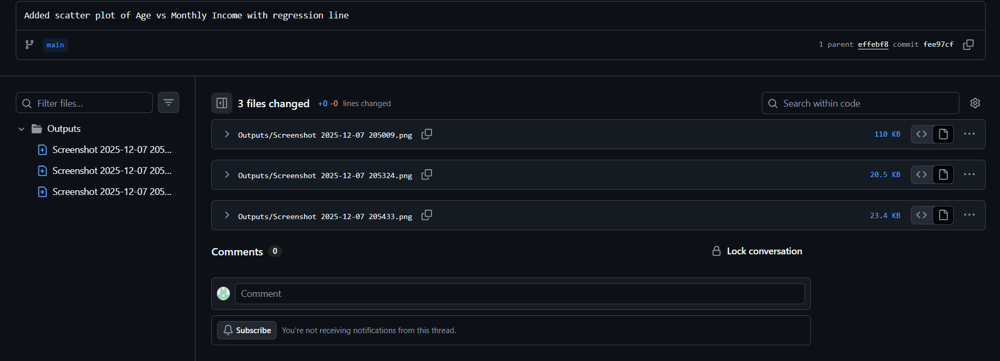 Added scatter plot of Age vs Monthly Income with regression line
main
1 parent effebf8 commit fee97cf
Filter files...
Outputs
Screenshot 2025-12-07 205...
Screenshot 2025-12-07 205...
Screenshot 2025-12-07 205...
3 files changed +0 -0 lines changed
Search within code
Outputs/Screenshot 2025-12-07 205009.png
110 KB
Outputs/Screenshot 2025-12-07 205324.png
20.5 KB
Outputs/Screenshot 2025-12-07 205433.png
23.4 KB
Comments 0
Lock conversation
Comment
Subscribe You're not receiving notifications from this thread.